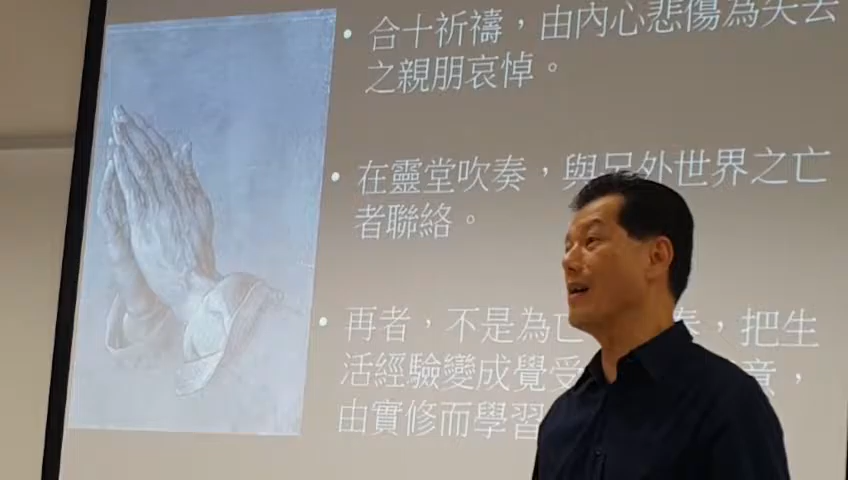 合十祈禱，由內心悲傷為失去
之親朋哀悼。
在靈堂吹奏，與另外世界之亡
者聯絡。
再者，不是為亡奏，把生
活經驗變成覺受意，
由實修而學習